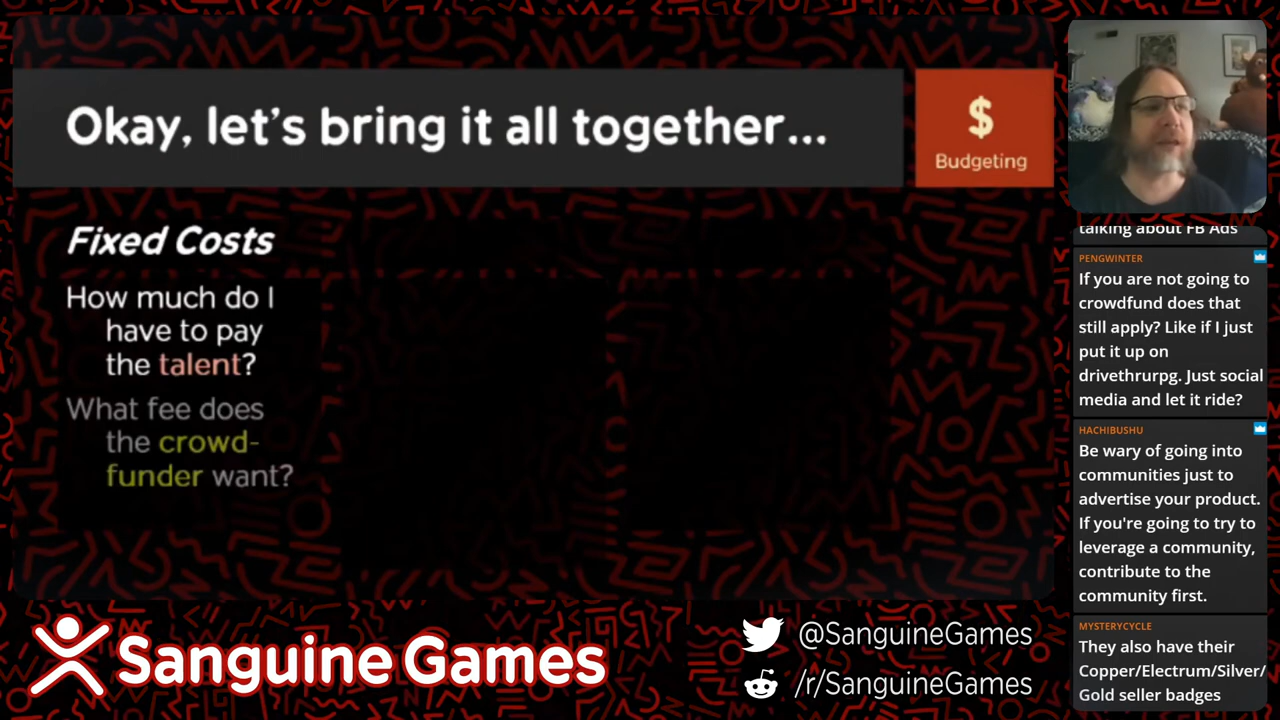 Okay, let's bring it all together...
$
Budgeting
Fixed Costs
How much do I
have to pay
the talent?
What fee does
the crowd-
funder want?
talking about FB Ads
PENGWINTER
If you are not going to
crowdfund does that
still apply? Like if I just
put it up on
drivethrurpg. Just social
media and let it ride?
HACHIBUSHU
Be wary of going into
communities just to
advertise your product.
If you're going to try to
leverage a community,
contribute to the
community first.
MYSTERYCYCLE
They also have their
Copper/Electrum/Silver/
Gold seller badges
Sanguine Games
@SanguineGames
/r/SanguineGames